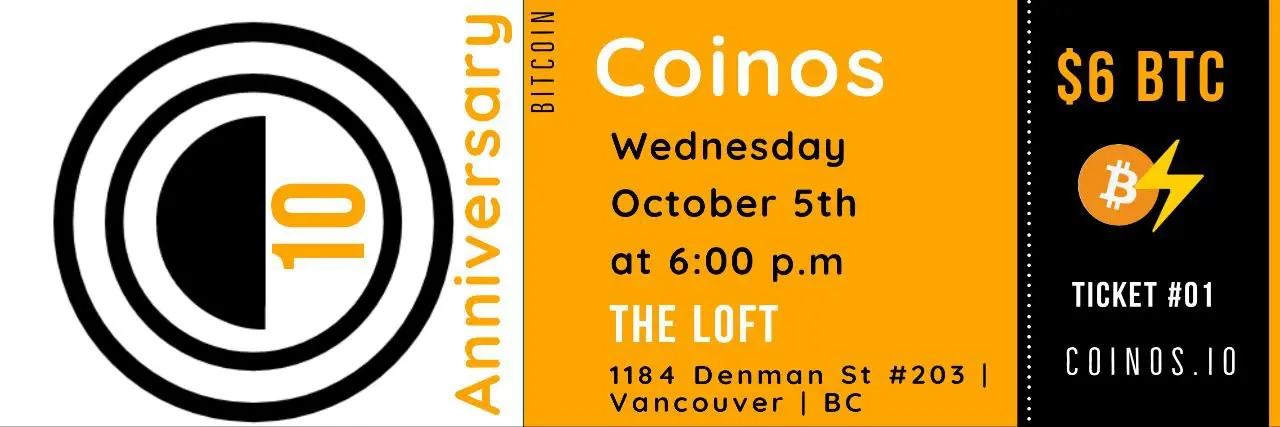 10
Anniversary
BITCOIN
Coinos
Wednesday
October 5th
at 6:00 p.m
THE LOFT
1184 Denman St #203 |
Vancouver | BC
$6 BTC
₿
TICKET #01
COINOS.IO